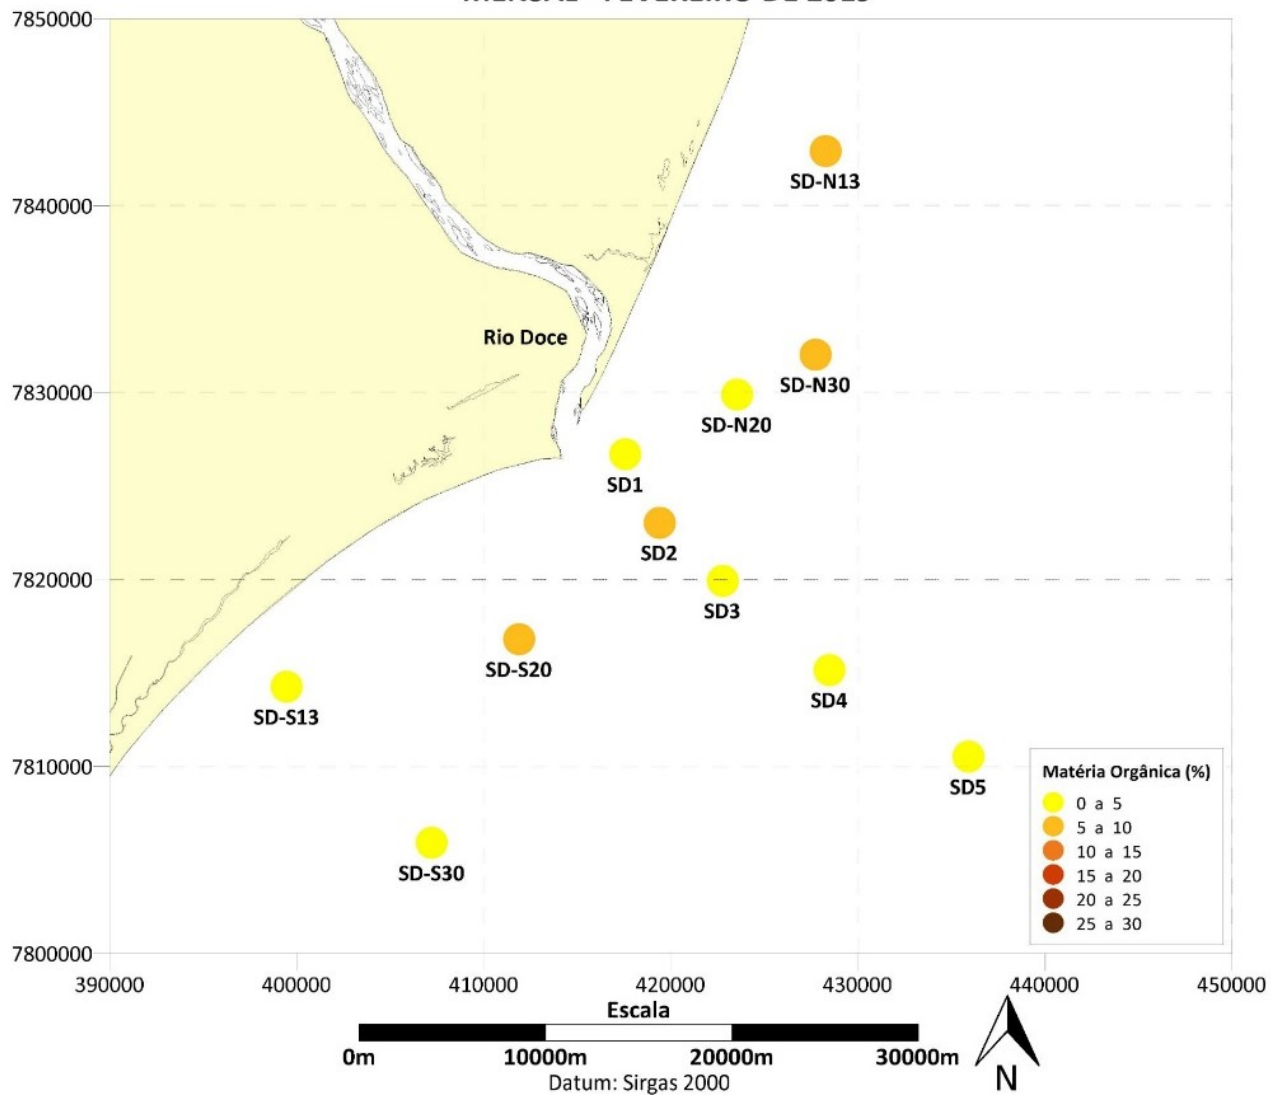 7850000
7840000
SD-N13
Rio Doce
SD-N30
7830000
SD-N20
SD1
SD2
7820000
SD3
SD-S20
SD4
SD-S13
7810000
SD5
SD-S30
Matéria Orgânica (%)
0 a 5
5 a 10
10 a 15
15 a 20
20 a 25
25 a 30
7800000
390000 400000 410000 420000 430000 440000 450000
Escala
0m 10000m 20000m 30000m
Datum: Sirgas 2000
N